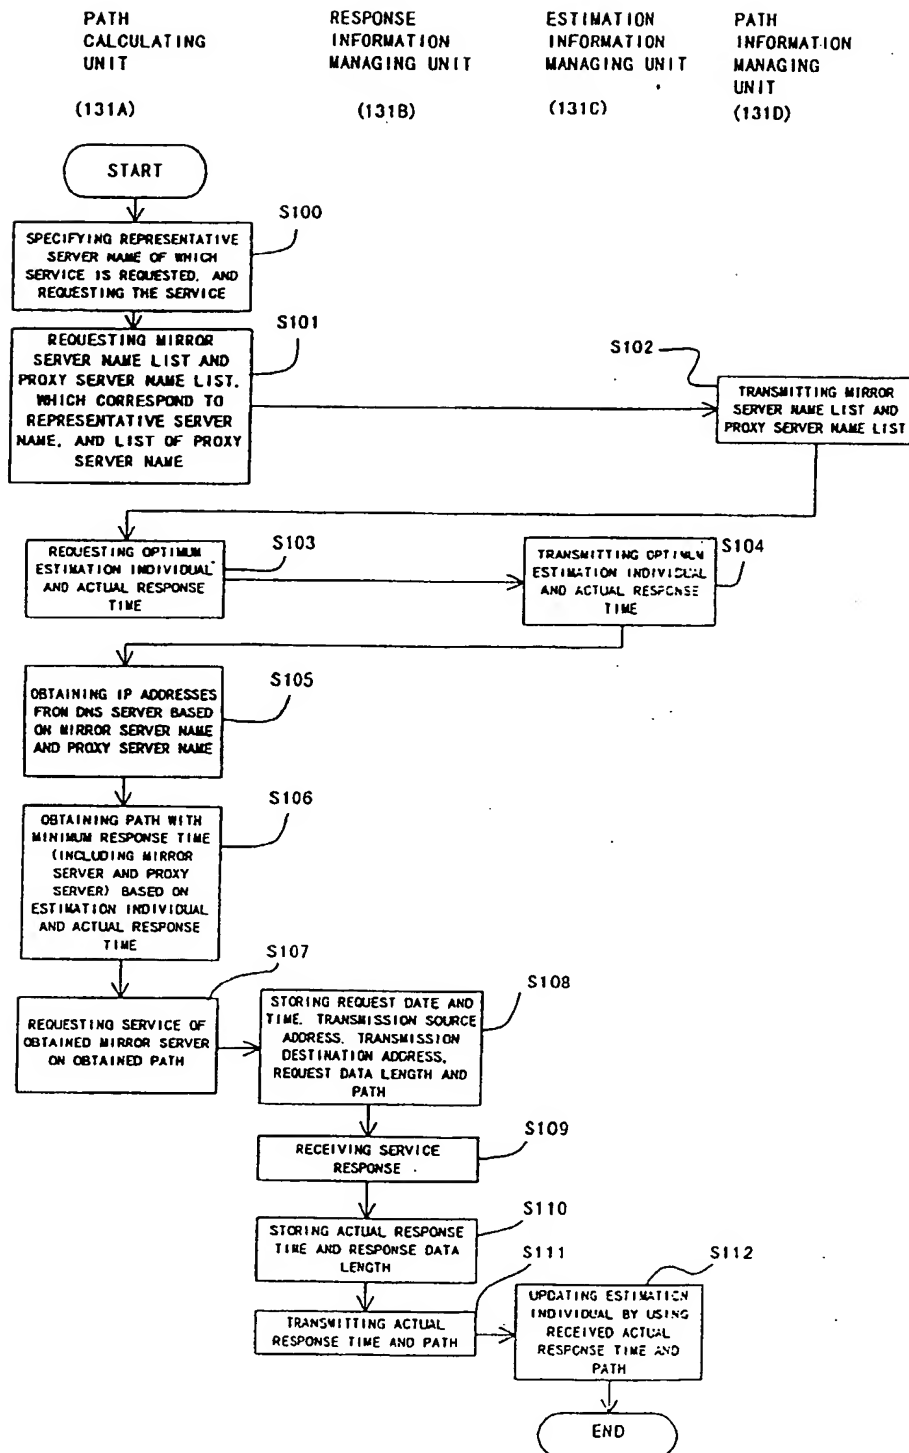 PATH
CALCULATING
UNIT
(131A)
RESPONSE
INFORMATION
MANAGING UNIT
(131B)
ESTIMATION
INFORMATION
MANAGING UNIT
(131C)
PATH
INFORMATION
MANAGING
UNIT
(131D)
START
S100
SPECIFYING REPRESENTATIVE
SERVER NAME OF WHICH
SERVICE IS REQUESTED, AND
REQUESTING THE SERVICE
S101
REQUESTING MIRROR
SERVER NAME LIST AND
PROXY SERVER NAME LIST,
WHICH CORRESPOND TO
REPRESENTATIVE SERVER
NAME, AND LIST OF PROXY
SERVER NAME
S102
TRANSMITTING MIRROR
SERVER NAME LIST AND
PROXY SERVER NAME LIST
S103
REQUESTING OPTIMUM
ESTIMATION INDIVIDUAL
AND ACTUAL RESPONSE
TIME
S104
TRANSMITTING OPTIMUM
ESTIMATION INDIVIDUAL
AND ACTUAL RESPONSE
TIME
S105
OBTAINING IP ADDRESSES
FROM DNS SERVER BASED
ON MIRROR SERVER NAME
AND PROXY SERVER NAME
S106
OBTAINING PATH WITH
MINIMUM RESPONSE TIME
(INCLUDING MIRROR
SERVER AND PROXY
SERVER) BASED ON
ESTIMATION INDIVIDUAL
AND ACTUAL RESPONSE
TIME
S107
REQUESTING SERVICE OF
OBTAINED MIRROR SERVER
ON OBTAINED PATH
S108
STORING REQUEST DATE AND
TIME, TRANSMISSION SOURCE
ADDRESS, TRANSMISSION
DESTINATION ADDRESS,
REQUEST DATA LENGTH AND
PATH
S109
RECEIVING SERVICE
RESPONSE
S110
STORING ACTUAL RESPONSE
TIME AND RESPONSE DATA
LENGTH
S111
TRANSMITTING ACTUAL
RESPONSE TIME AND PATH
S112
UPDATING ESTIMATION
INDIVIDUAL BY USING
RECEIVED ACTUAL
RESPONSE TIME AND
PATH
END